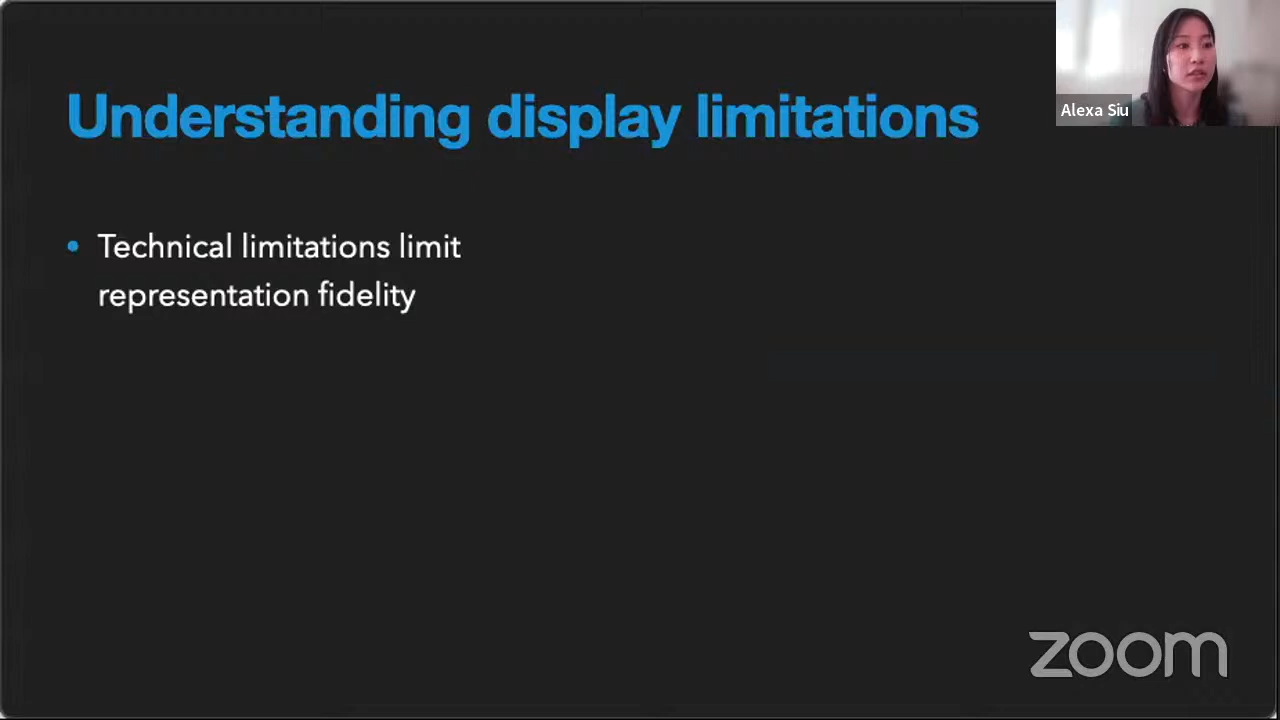 Understanding display limitations
Alexa Siu
• Technical limitations limit
representation fidelity
zoom